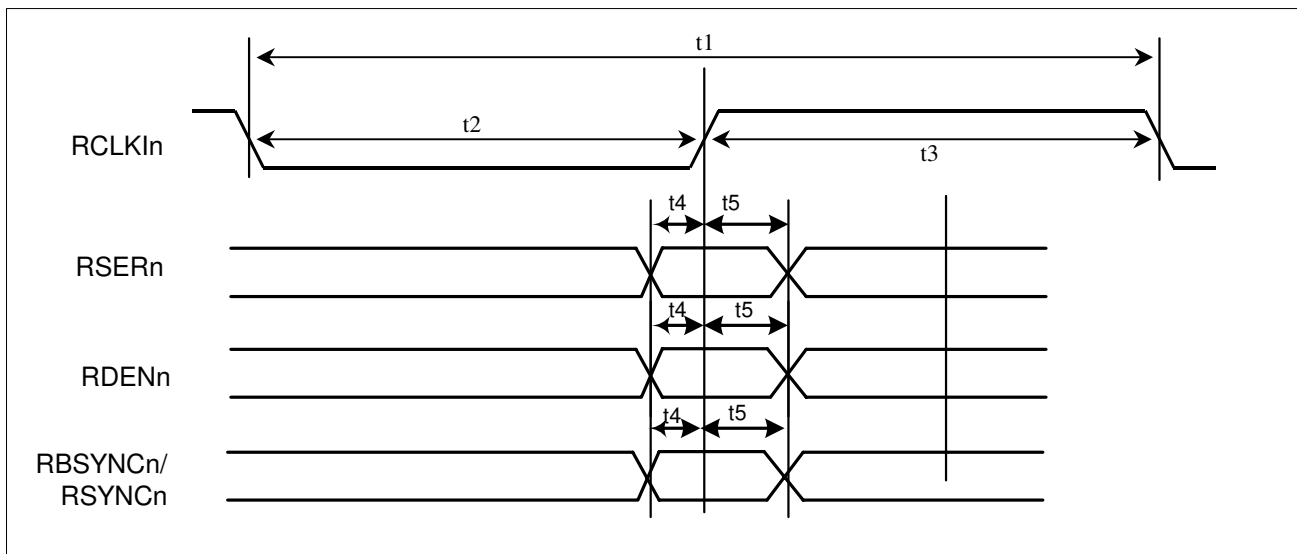 t1
t2
RCLKIn
t3
t4 t5
RSERn
t4 t5
RDENn
t4 t5
RBSYNCn/
RSYNCn